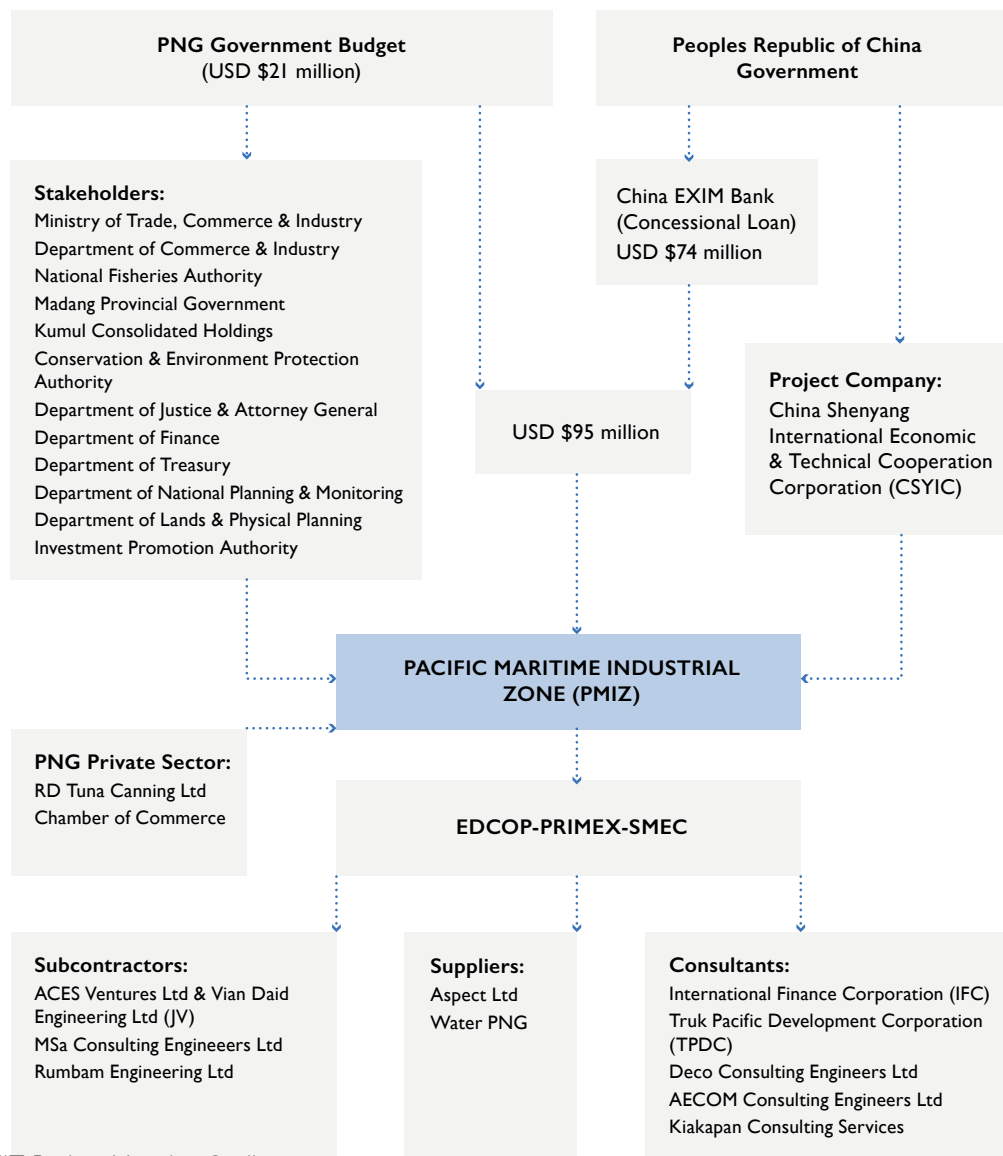 PNG Government Budget
(USD $21 million)
Peoples Republic of China
Government
Stakeholders:
Ministry of Trade, Commerce & Industry
Department of Commerce & Industry
National Fisheries Authority
Madang Provincial Government
Kumul Consolidated Holdings
Conservation & Environment Protection
Authority
Department of Justice & Attorney General
Department of Finance
Department of Treasury
Department of National Planning & Monitoring
Department of Lands & Physical Planning
Investment Promotion Authority
China EXIM Bank
(Concessional Loan)
USD $74 million
USD $95 million
Project Company:
China Shenyang
International Economic
& Technical Cooperation
Corporation (CSYIC)
PACIFIC MARITIME INDUSTRIAL
ZONE (PMIZ)
PNG Private Sector:
RD Tuna Canning Ltd
Chamber of Commerce
EDCOP-PRIMEX-SMEC
Subcontractors:
ACES Ventures Ltd & Vian Daid
Engineering Ltd (JV)
MSa Consulting Engineeers Ltd
Rumbam Engineering Ltd
Suppliers:
Aspect Ltd
Water PNG
Consultants:
International Finance Corporation (IFC)
Truk Pacific Development Corporation
(TPDC)
Deco Consulting Engineers Ltd
AECOM Consulting Engineers Ltd
Kiakapan Consulting Services